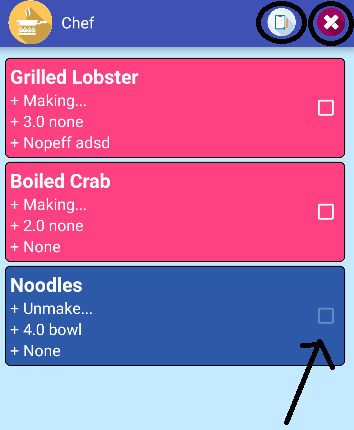 Chef
Grilled Lobster
+ Making...
+ 3.0 none
+ Nopeff adsd
Boiled Crab
+ Making...
+ 2.0 none
+ None
Noodles
+ Unmake...
+ 4.0 bowl
+ None